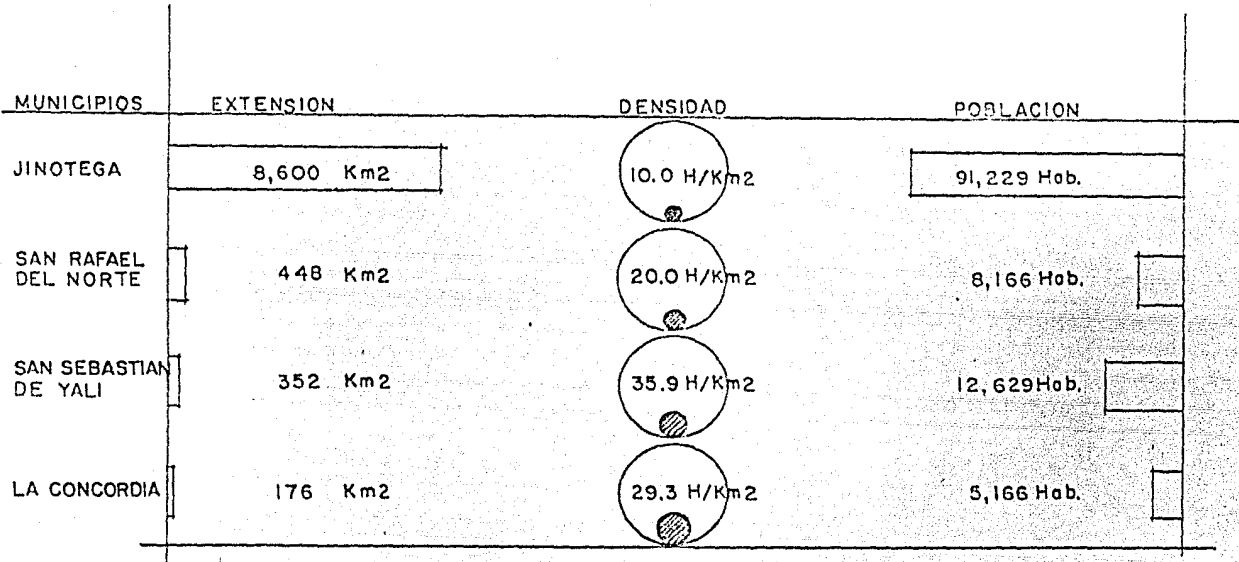 MUNICIPIOS EXTENSION DENSIDAD POBLACION
JINOTEGA 8,600 Km2 10.0 H/Km2 91,229 Hab.
SAN RAFAEL
DEL NORTE 448 Km2 20.0 H/Km2 8,166 Hab.
SAN SEBASTIAN
DE YALI 352 Km2 35.9 H/Km2 12,629 Hab.
LA CONCORDIA 176 Km2 29.3 H/Km2 5,166 Hab.